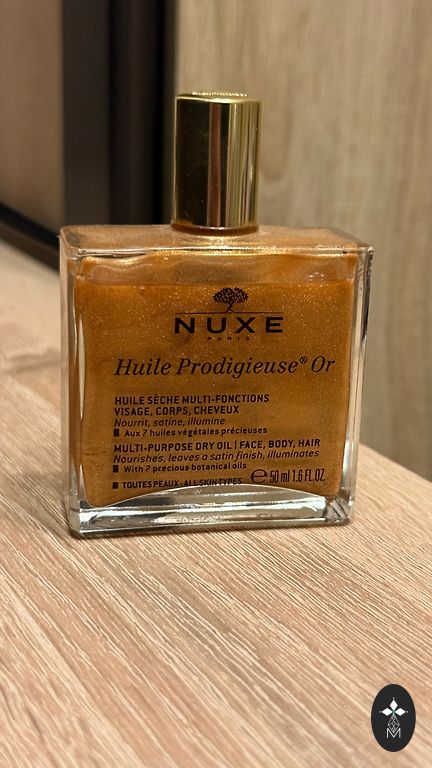 NUXE
PARIS
Huile Prodigieuse® Or
HUILE SÈCHE MULTI-FONCTIONS
VISAGE, CORPS, CHEVEUX
Nourrit, satine, illumine
Aux 7 huiles végétales précieuses
MULTI-PURPOSE DRY OIL | FACE, BODY, HAIR
Nourishes, leaves a satin finish, illuminates
With 7 precious botanical oils
TOUTES PEAUX - ALL SKIN TYPES ℮ 50 ml 1.6 FL.OZ.
M